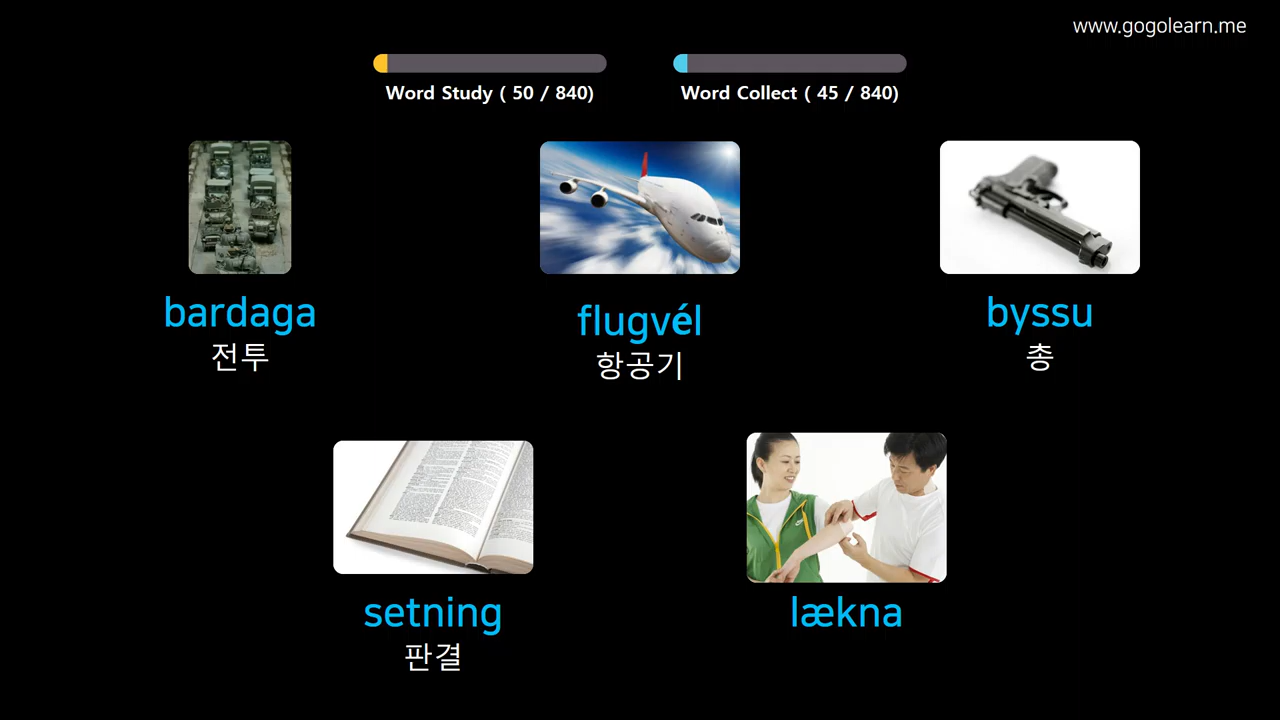 www.gogolearn.me
Word Study ( 50 / 840)
Word Collect ( 45 / 840)
bardaga
전투
flugvél
항공기
byssu
총
setning
판결
lækna